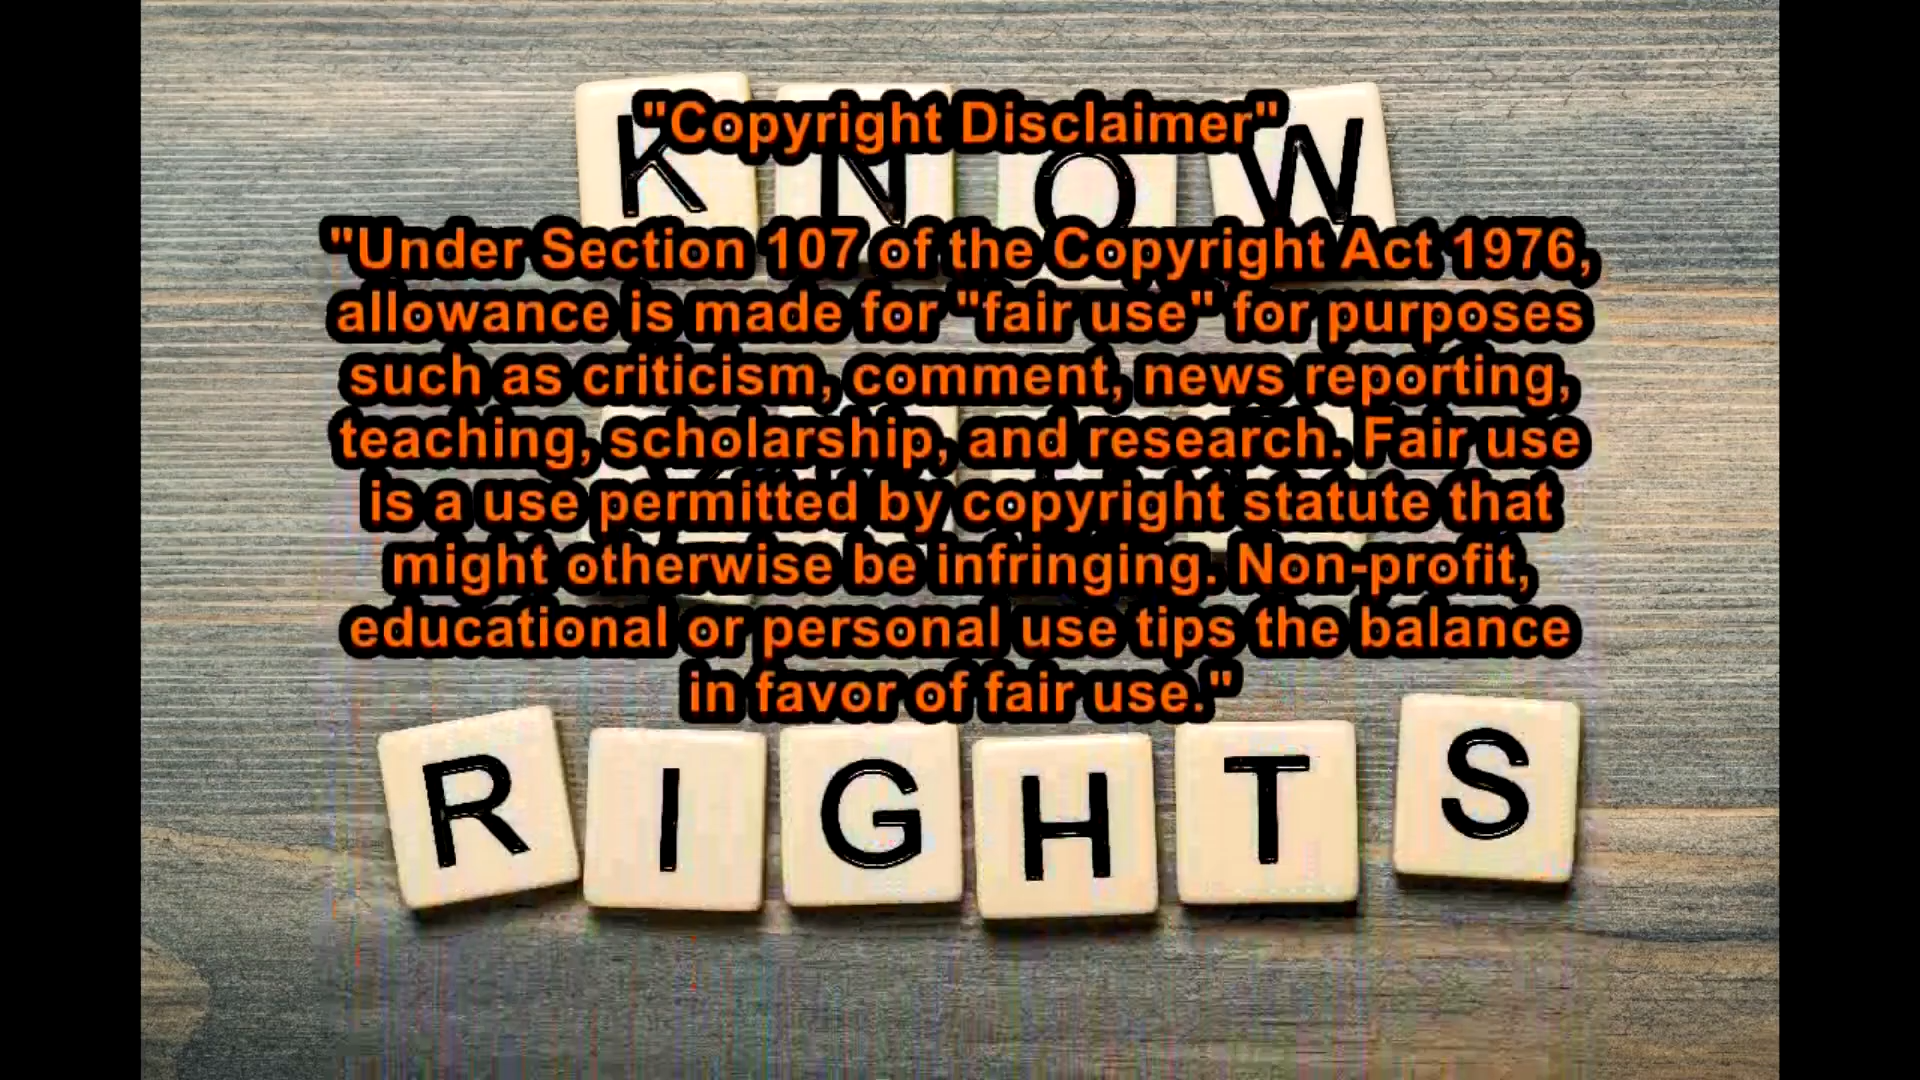 "Copyright Disclaimer"
KNOW
"Under Section 107 of the Copyright Act 1976,
allowance is made for "fair use" for purposes
such as criticism, comment, news reporting,
teaching, scholarship, and research. Fair use
is a use permitted by copyright statute that
might otherwise be infringing. Non-profit,
educational or personal use tips the balance
in favor of fair use."
RIGHTS